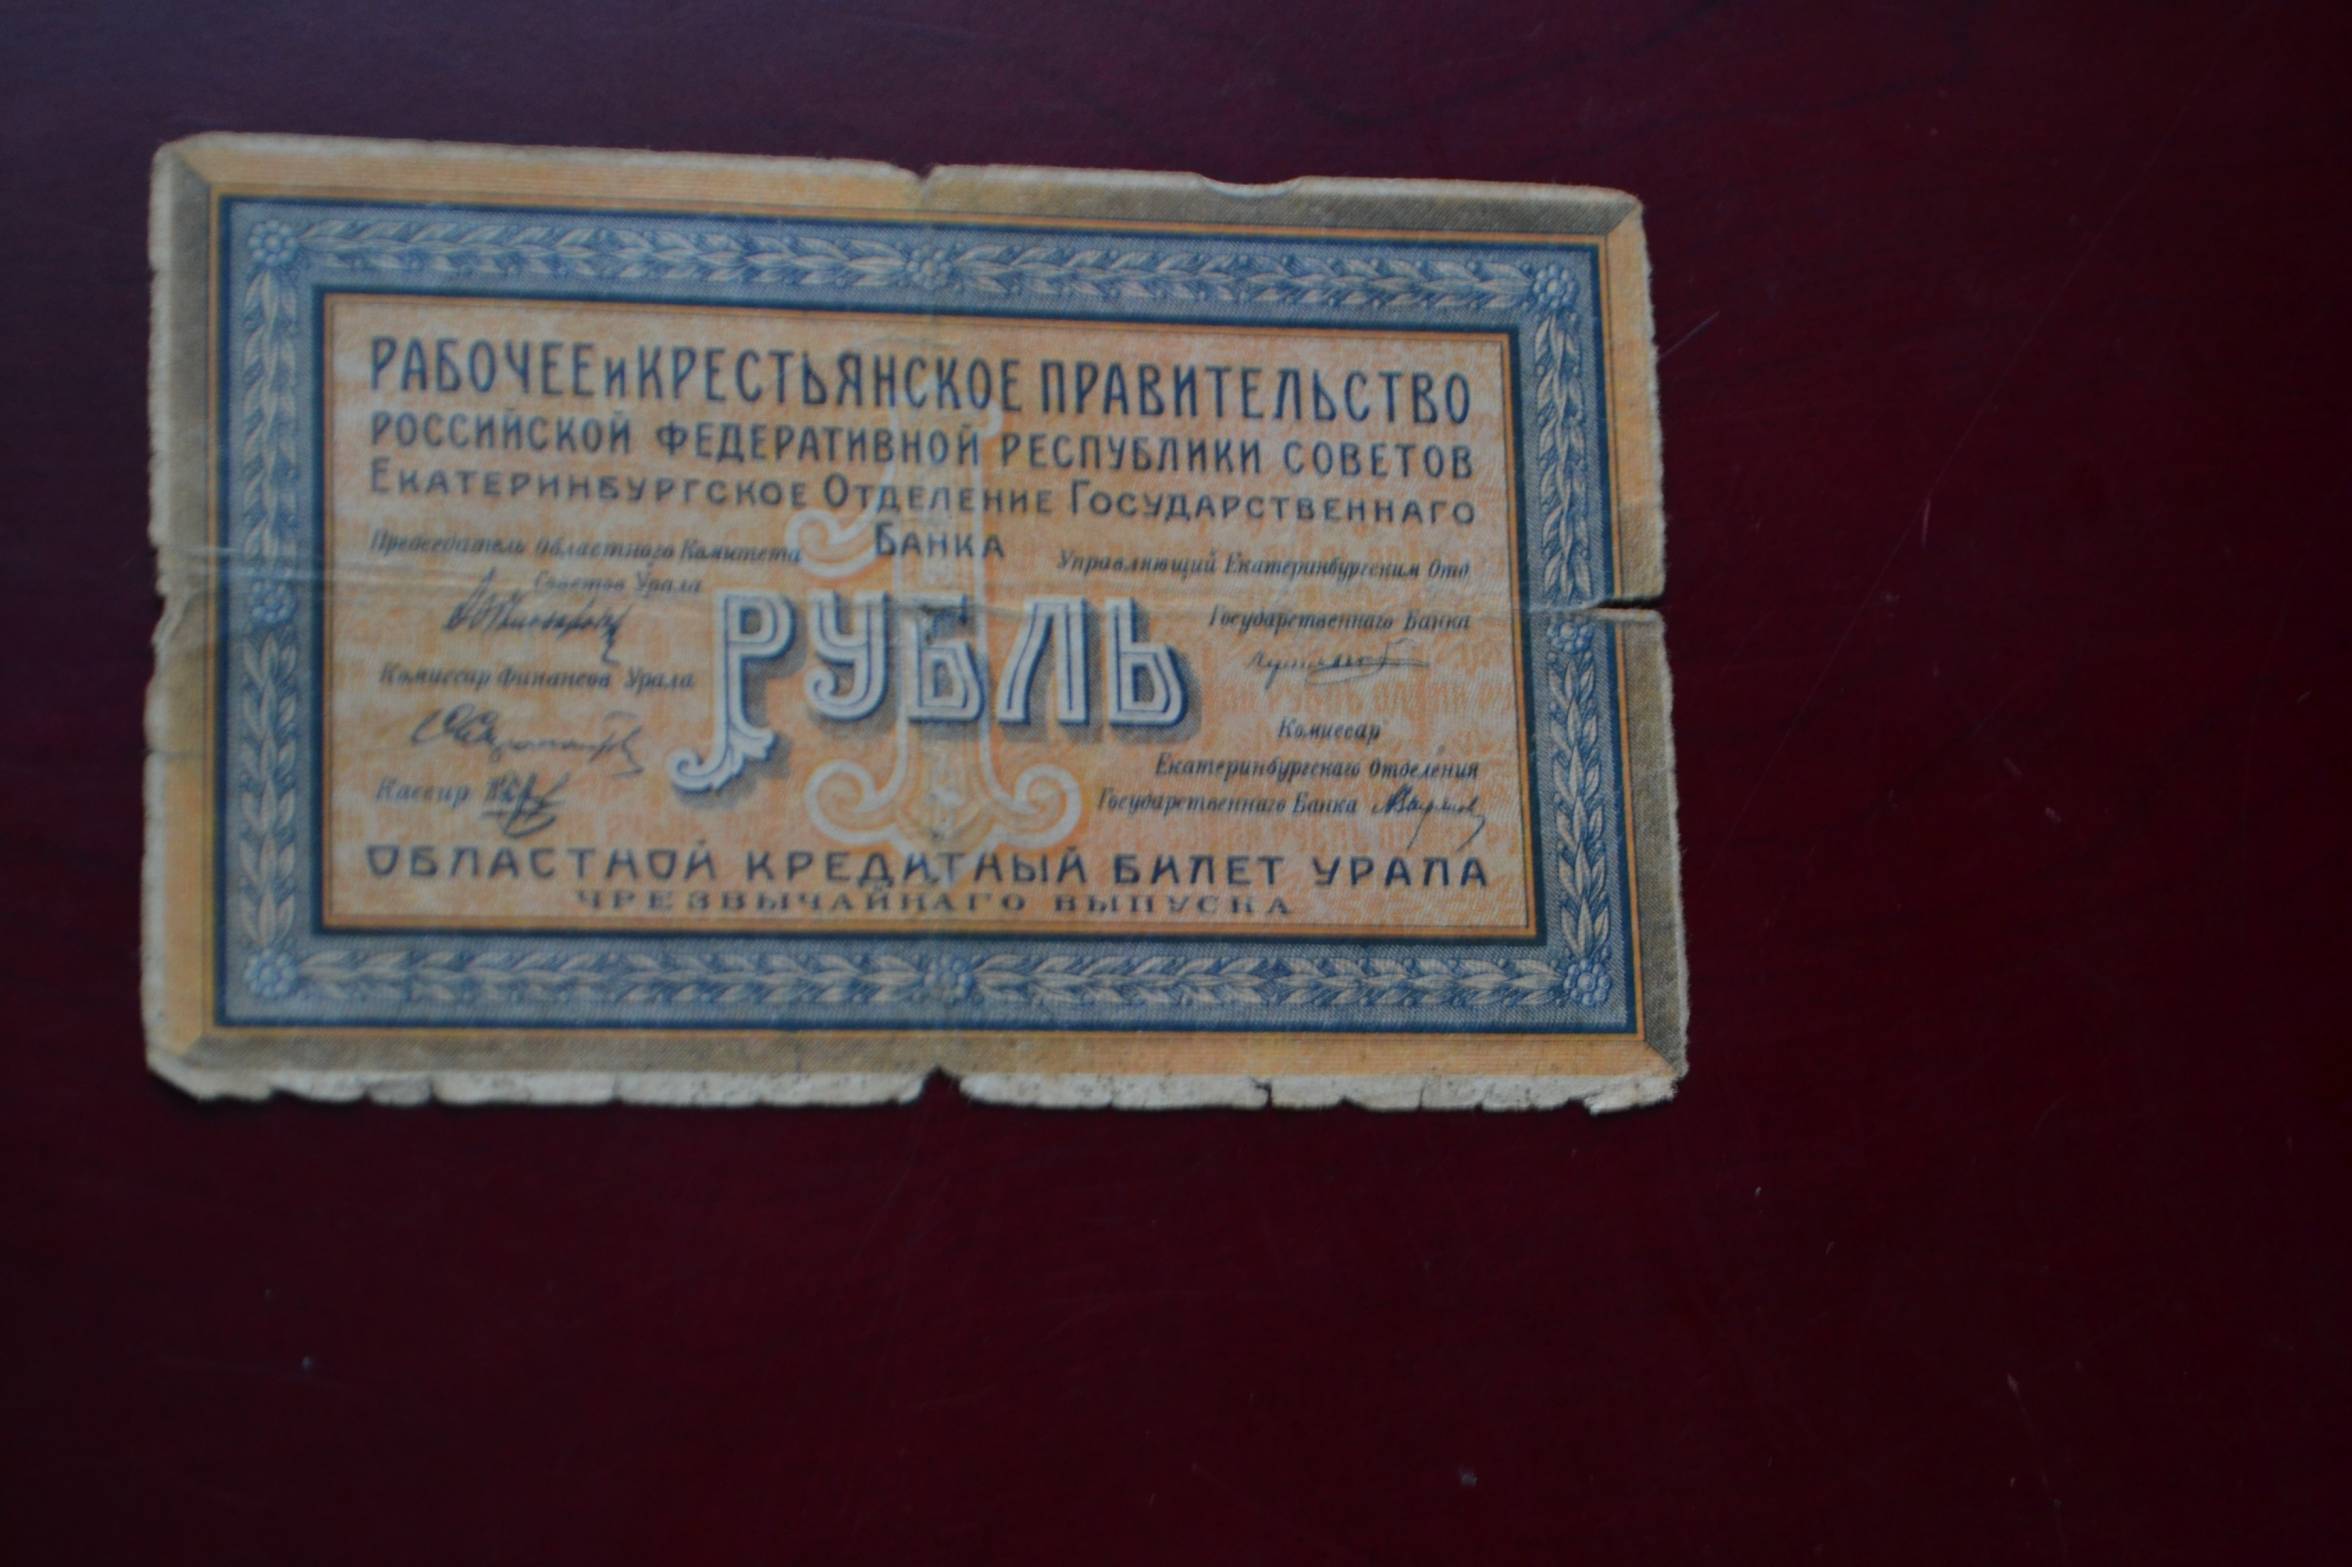 РАБОЧЕЕ и КРЕСТЬЯНСКОЕ ПРАВИТЕЛЬСТВО
РОССИЙСКОЙ ФЕДЕРАТИВНОЙ РЕСПУБЛИКИ СОВЕТОВ
ЕКАТЕРИНБУРГСКОЕ ОТДЕЛЕНИЕ ГОСУДАРСТВЕННАГО
БАНКА
Председатель Областного Комитета
Советов Урала
Комиссар Финансов Урала
Кассир
1
РУБЛЬ
Управляющий Екатеринбургским Отд
Государственнаго Банка
Комиссар
Екатеринбургскаго Отделения
Государственнаго Банка
ОБЛАСТНОЙ КРЕДИТНЫЙ БИЛЕТ УРАЛА
ЧРЕЗВЫЧАЙНАГО ВЫПУСКА